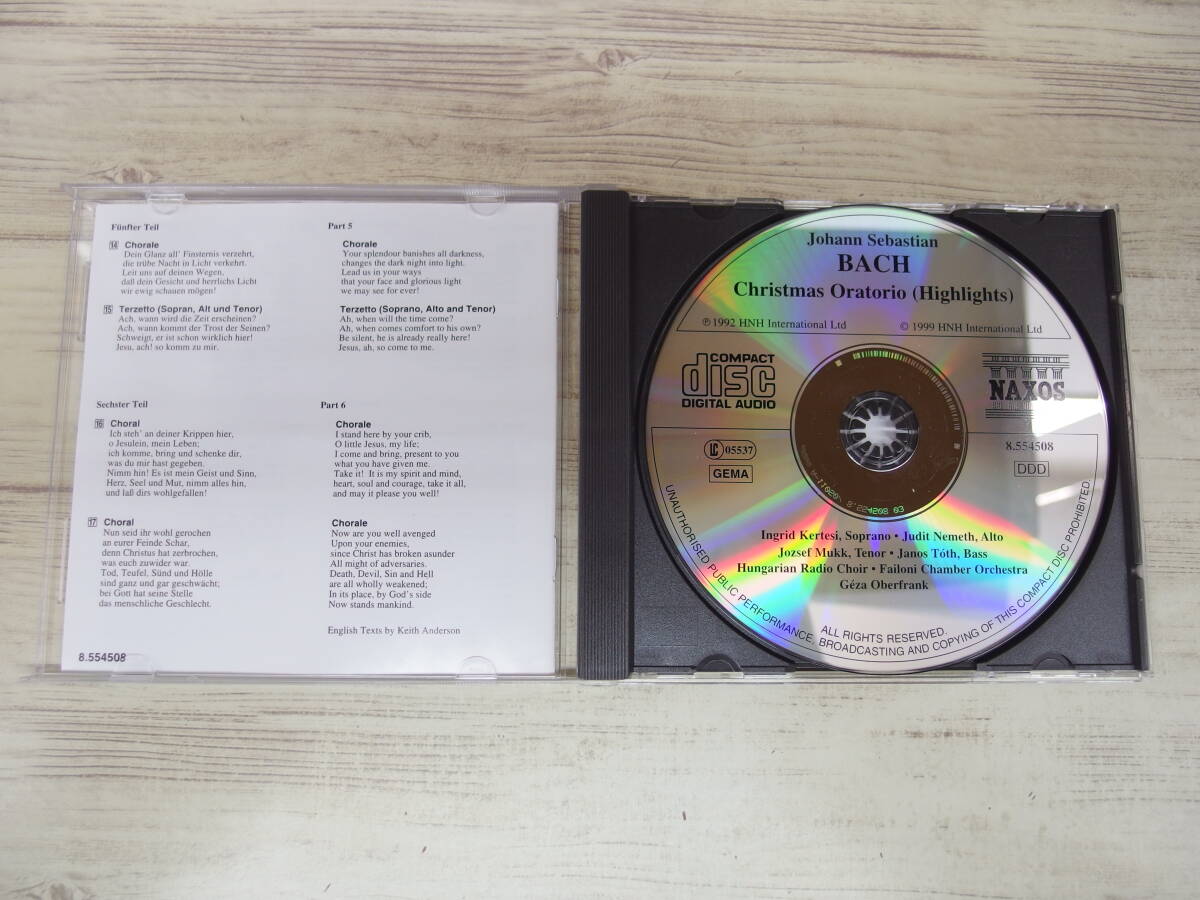 Fünfter Teil
14 Chorale
Dein Glanz all' Finsternis verzehrt,
die trübe Nacht in Licht verkehrt.
Leit uns auf deinen Wegen,
daß dein Gesicht und herrlichs Licht
wir ewig schauen mögen!
15 Terzetto (Sopran, Alt und Tenor)
Ach, wann wird die Zeit erscheinen?
Ach, wann kommt der Trost der Seinen?
Schweigt, er ist schon wirklich hier!
Jesu, ach! so komm zu mir.
Sechster Teil
16 Choral
Ich steh' an deiner Krippen hier,
o Jesulein, mein Leben;
ich komme, bring und schenke dir,
was du mir hast gegeben.
Nimm hin! Es ist mein Geist und Sinn,
Herz, Seel und Mut, nimm alles hin,
und laß dirs wohlgefallen!
17 Choral
Nun seid ihr wohl gerochen
an eurer Feinde Schar,
denn Christus hat zerbrochen,
was euch zuwider war.
Tod, Teufel, Sünd und Hölle
sind ganz und gar geschwächt;
bei Gott hat seine Stelle
das menschliche Geschlecht.
8.554508
Part 5
Chorale
Your splendour banishes all darkness,
changes the dark night into light.
Lead us in your ways
that your face and glorious light
we may see for ever!
Terzetto (Soprano, Alto and Tenor)
Ah, when will the time come?
Ah, when comes comfort to his own?
Be silent, he is already really here!
Jesus, ah, so come to me.
Part 6
Chorale
I stand here by your crib,
O little Jesus, my life;
I come and bring, present to you
what you have given me.
Take it! It is my spirit and mind,
heart, soul and courage, take it all,
and may it please you well!
Chorale
Now are you well avenged
Upon your enemies,
since Christ has broken asunder
All might of adversaries.
Death, Devil, Sin and Hell
are all wholly weakened;
In its place, by God's side
Now stands mankind.
English Texts by Keith Anderson
Johann Sebastian
BACH
Christmas Oratorio (Highlights)
℗ 1992 HNH International Ltd
© 1999 HNH International Ltd
COMPACT
disc
DIGITAL AUDIO
NAXOS
LC 05537
GEMA
8.554508
DDD
Ingrid Kertesi, Soprano • Judit Nemeth, Alto
Jozsef Mukk, Tenor • Janos Tóth, Bass
Hungarian Radio Choir • Failoni Chamber Orchestra
Géza Oberfrank
ALL RIGHTS RESERVED.
UNAUTHORISED PUBLIC PERFORMANCE, BROADCASTING AND COPYING OF THIS COMPACT DISC PROHIBITED.